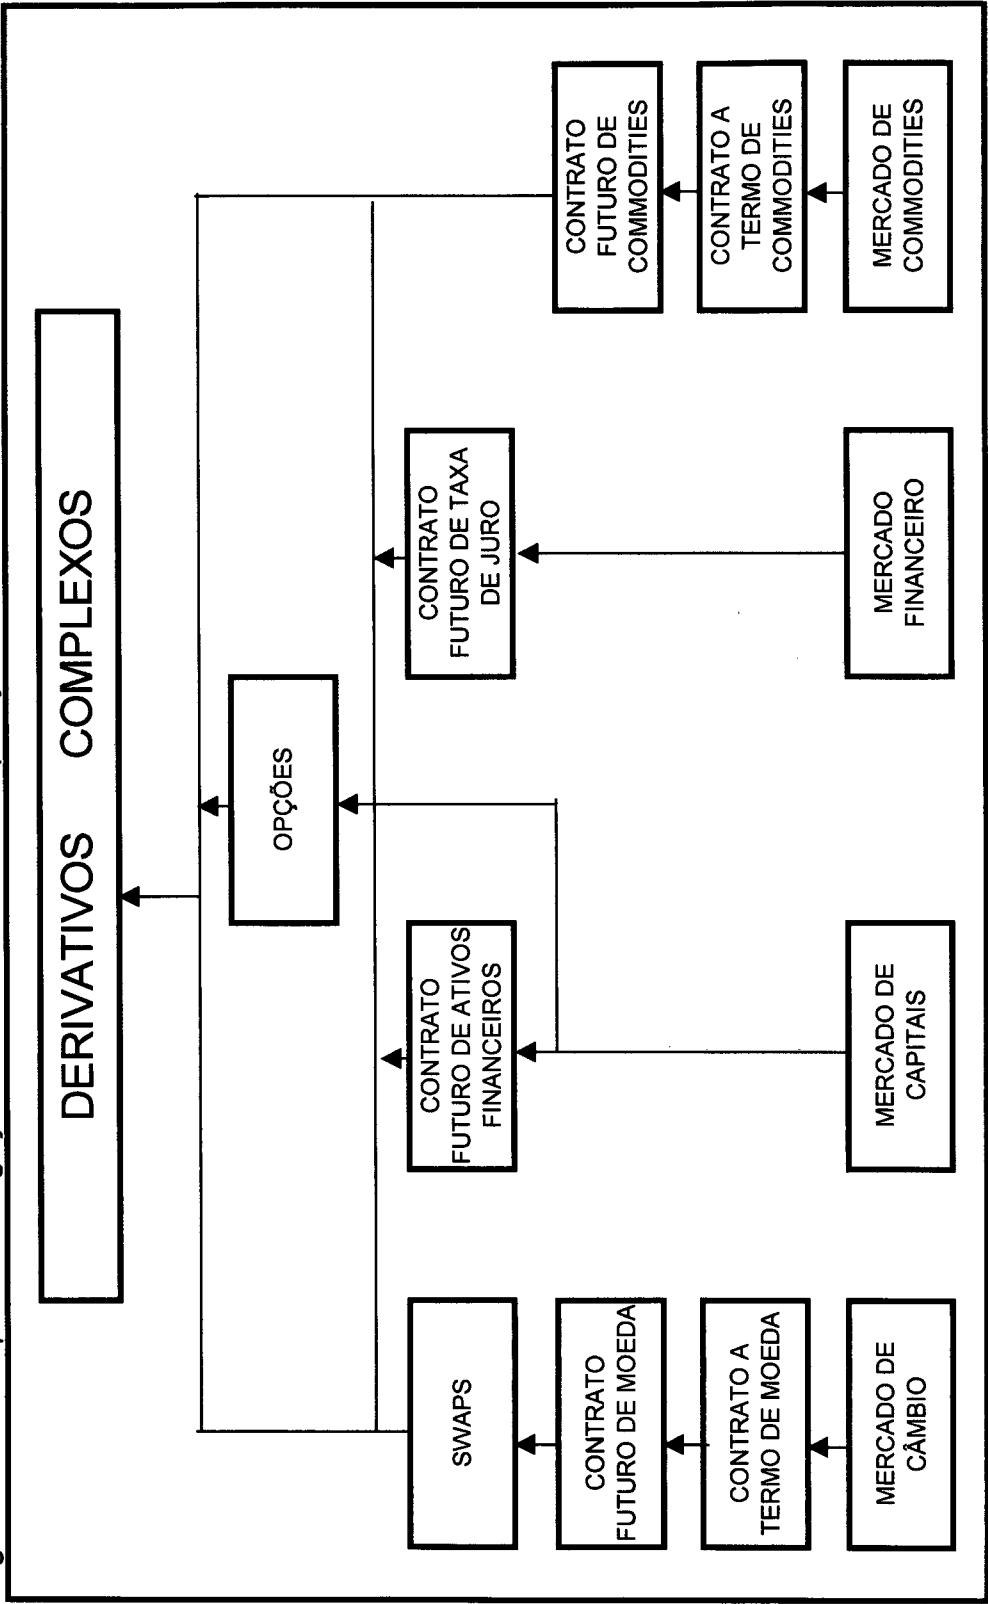 DERIVATIVOS COMPLEXOS
OPÇÕES
SWAPS
CONTRATO
FUTURO DE ATIVOS
FINANCEIROS
CONTRATO
FUTURO DE TAXA
DE JURO
CONTRATO
FUTURO DE MOEDA
CONTRATO
FUTURO DE
COMMODITIES
CONTRATO A
TERMO DE MOEDA
CONTRATO A
TERMO DE
COMMODITIES
MERCADO DE
CÂMBIO
MERCADO DE
CAPITAIS
MERCADO
FINANCEIRO
MERCADO DE
COMMODITIES